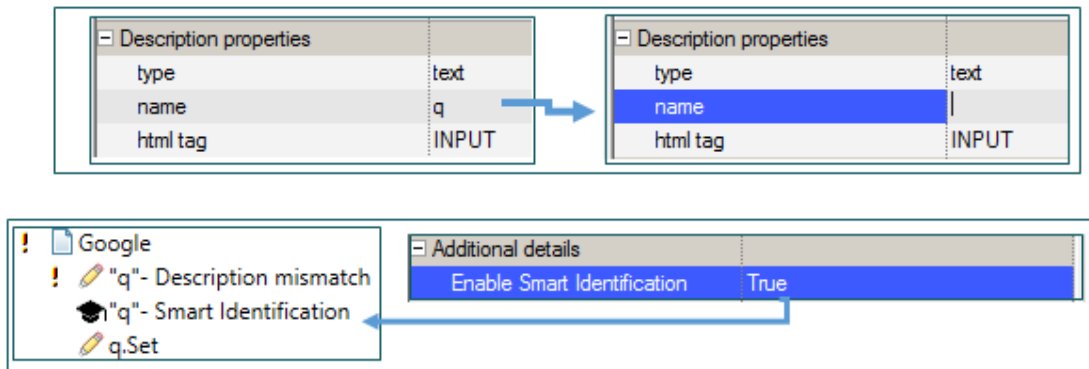 Description properties
type text
name q
html tag INPUT
Description properties
type text
name
html tag INPUT
! Google
! "q"- Description mismatch
"q"- Smart Identification
q.Set
Additional details
Enable Smart Identification True